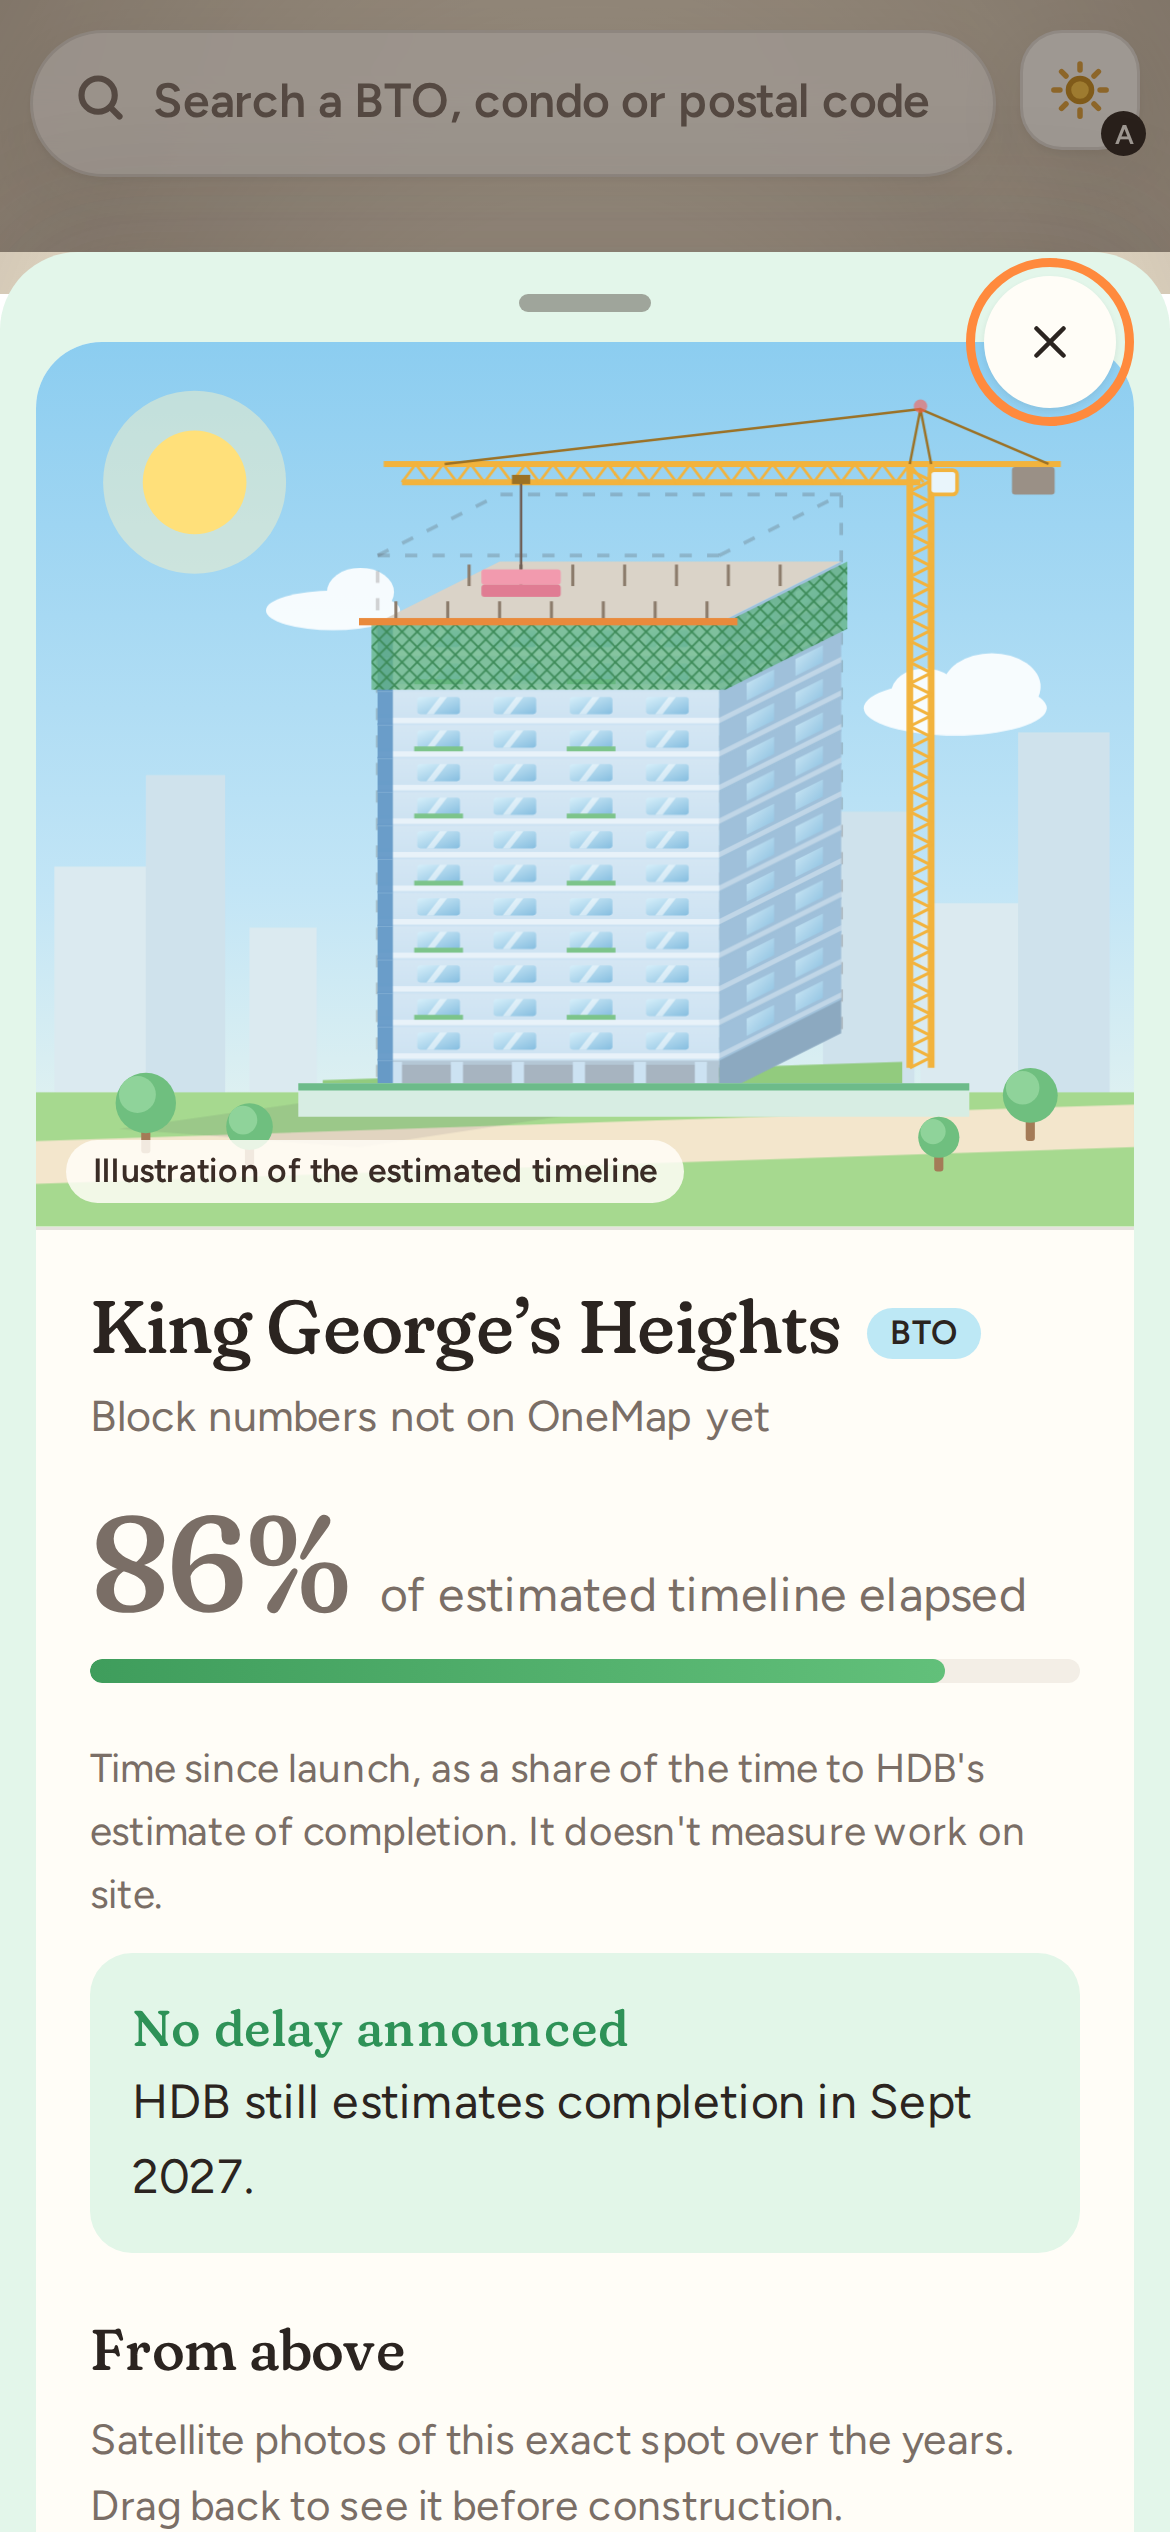 Search a BTO, condo or postal code
A
Illustration of the estimated timeline
King George’s Heights BTO
Block numbers not on OneMap yet
86% of estimated timeline elapsed
Time since launch, as a share of the time to HDB's
estimate of completion. It doesn't measure work on
site.
No delay announced
HDB still estimates completion in Sept
2027.
From above
Satellite photos of this exact spot over the years.
Drag back to see it before construction.